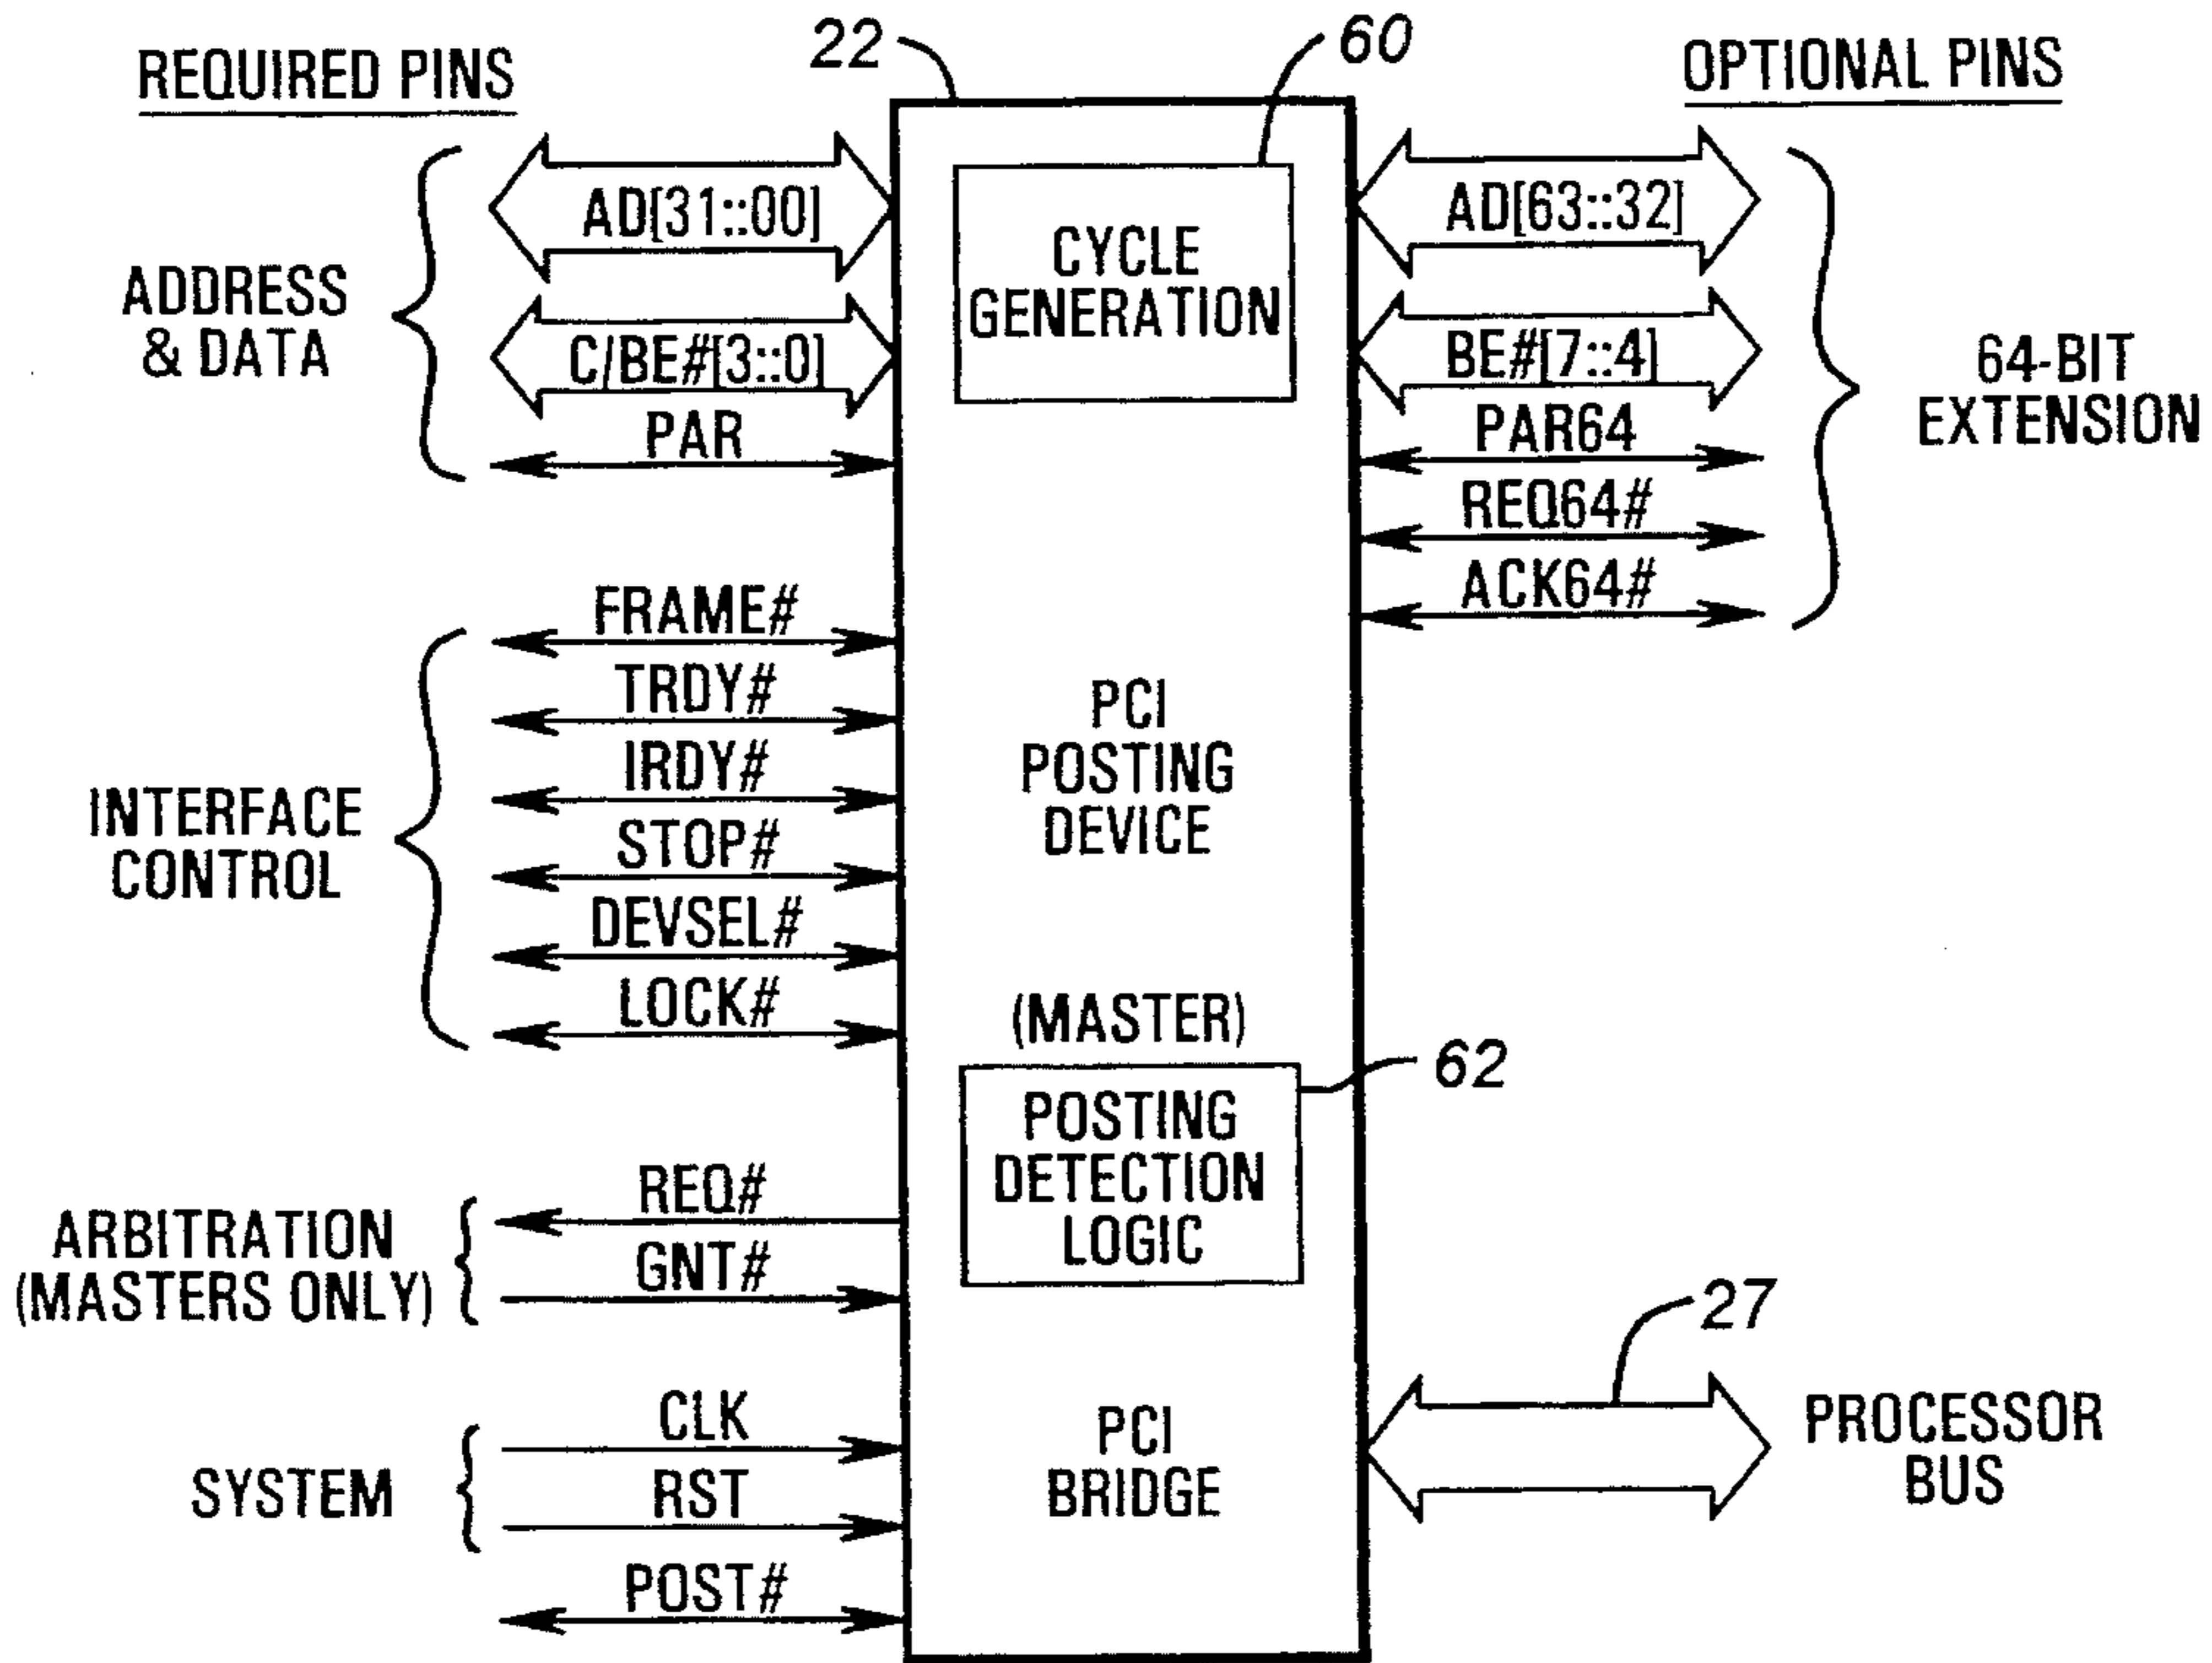 22
60
REQUIRED PINS
OPTIONAL PINS
AD[31::00]
C/BE#[3::0]
PAR
ADDRESS
& DATA
FRAME#
TRDY#
IRDY#
STOP#
DEVSEL#
LOCK#
INTERFACE
CONTROL
REQ#
GNT#
ARBITRATION
(MASTERS ONLY)
CLK
RST
SYSTEM
POST#
CYCLE
GENERATION
PCI
POSTING
DEVICE
(MASTER)
POSTING
DETECTION
LOGIC
62
PCI
BRIDGE
AD[63::32]
BE#[7::4]
PAR64
REQ64#
ACK64#
64-BIT
EXTENSION
27
PROCESSOR
BUS